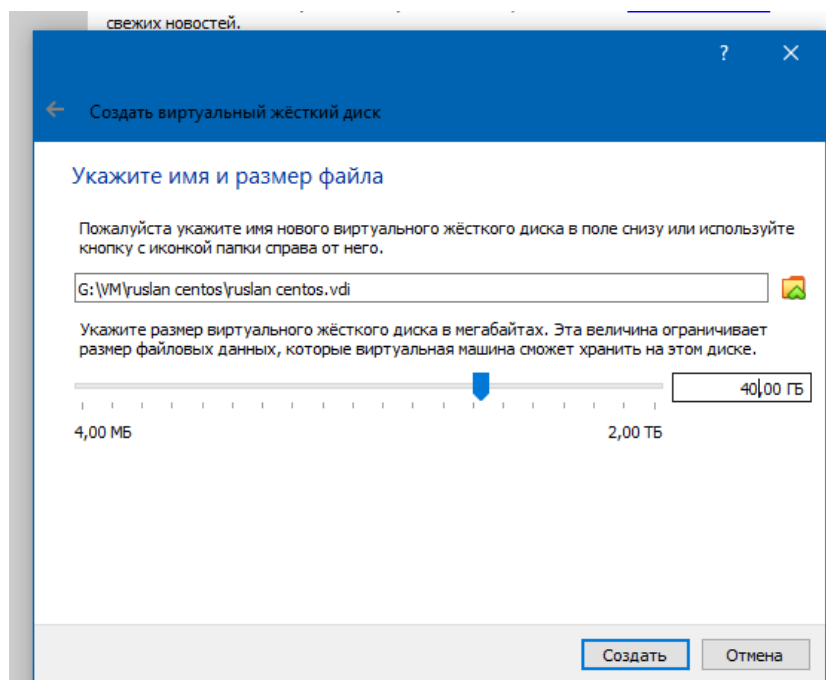 свежих новостей.
?
Создать виртуальный жёсткий диск
Укажите имя и размер файла
Пожалуйста укажите имя нового виртуального жёсткого диска в поле снизу или используйте
кнопку с иконкой папки справа от него.
G:\VM\ruslan centos\ruslan centos.vdi
Укажите размер виртуального жёсткого диска в мегабайтах. Эта величина ограничивает
размер файловых данных, которые виртуальная машина сможет хранить на этом диске.
40,00 ГБ
4,00 МБ 2,00 ТБ
Создать Отмена